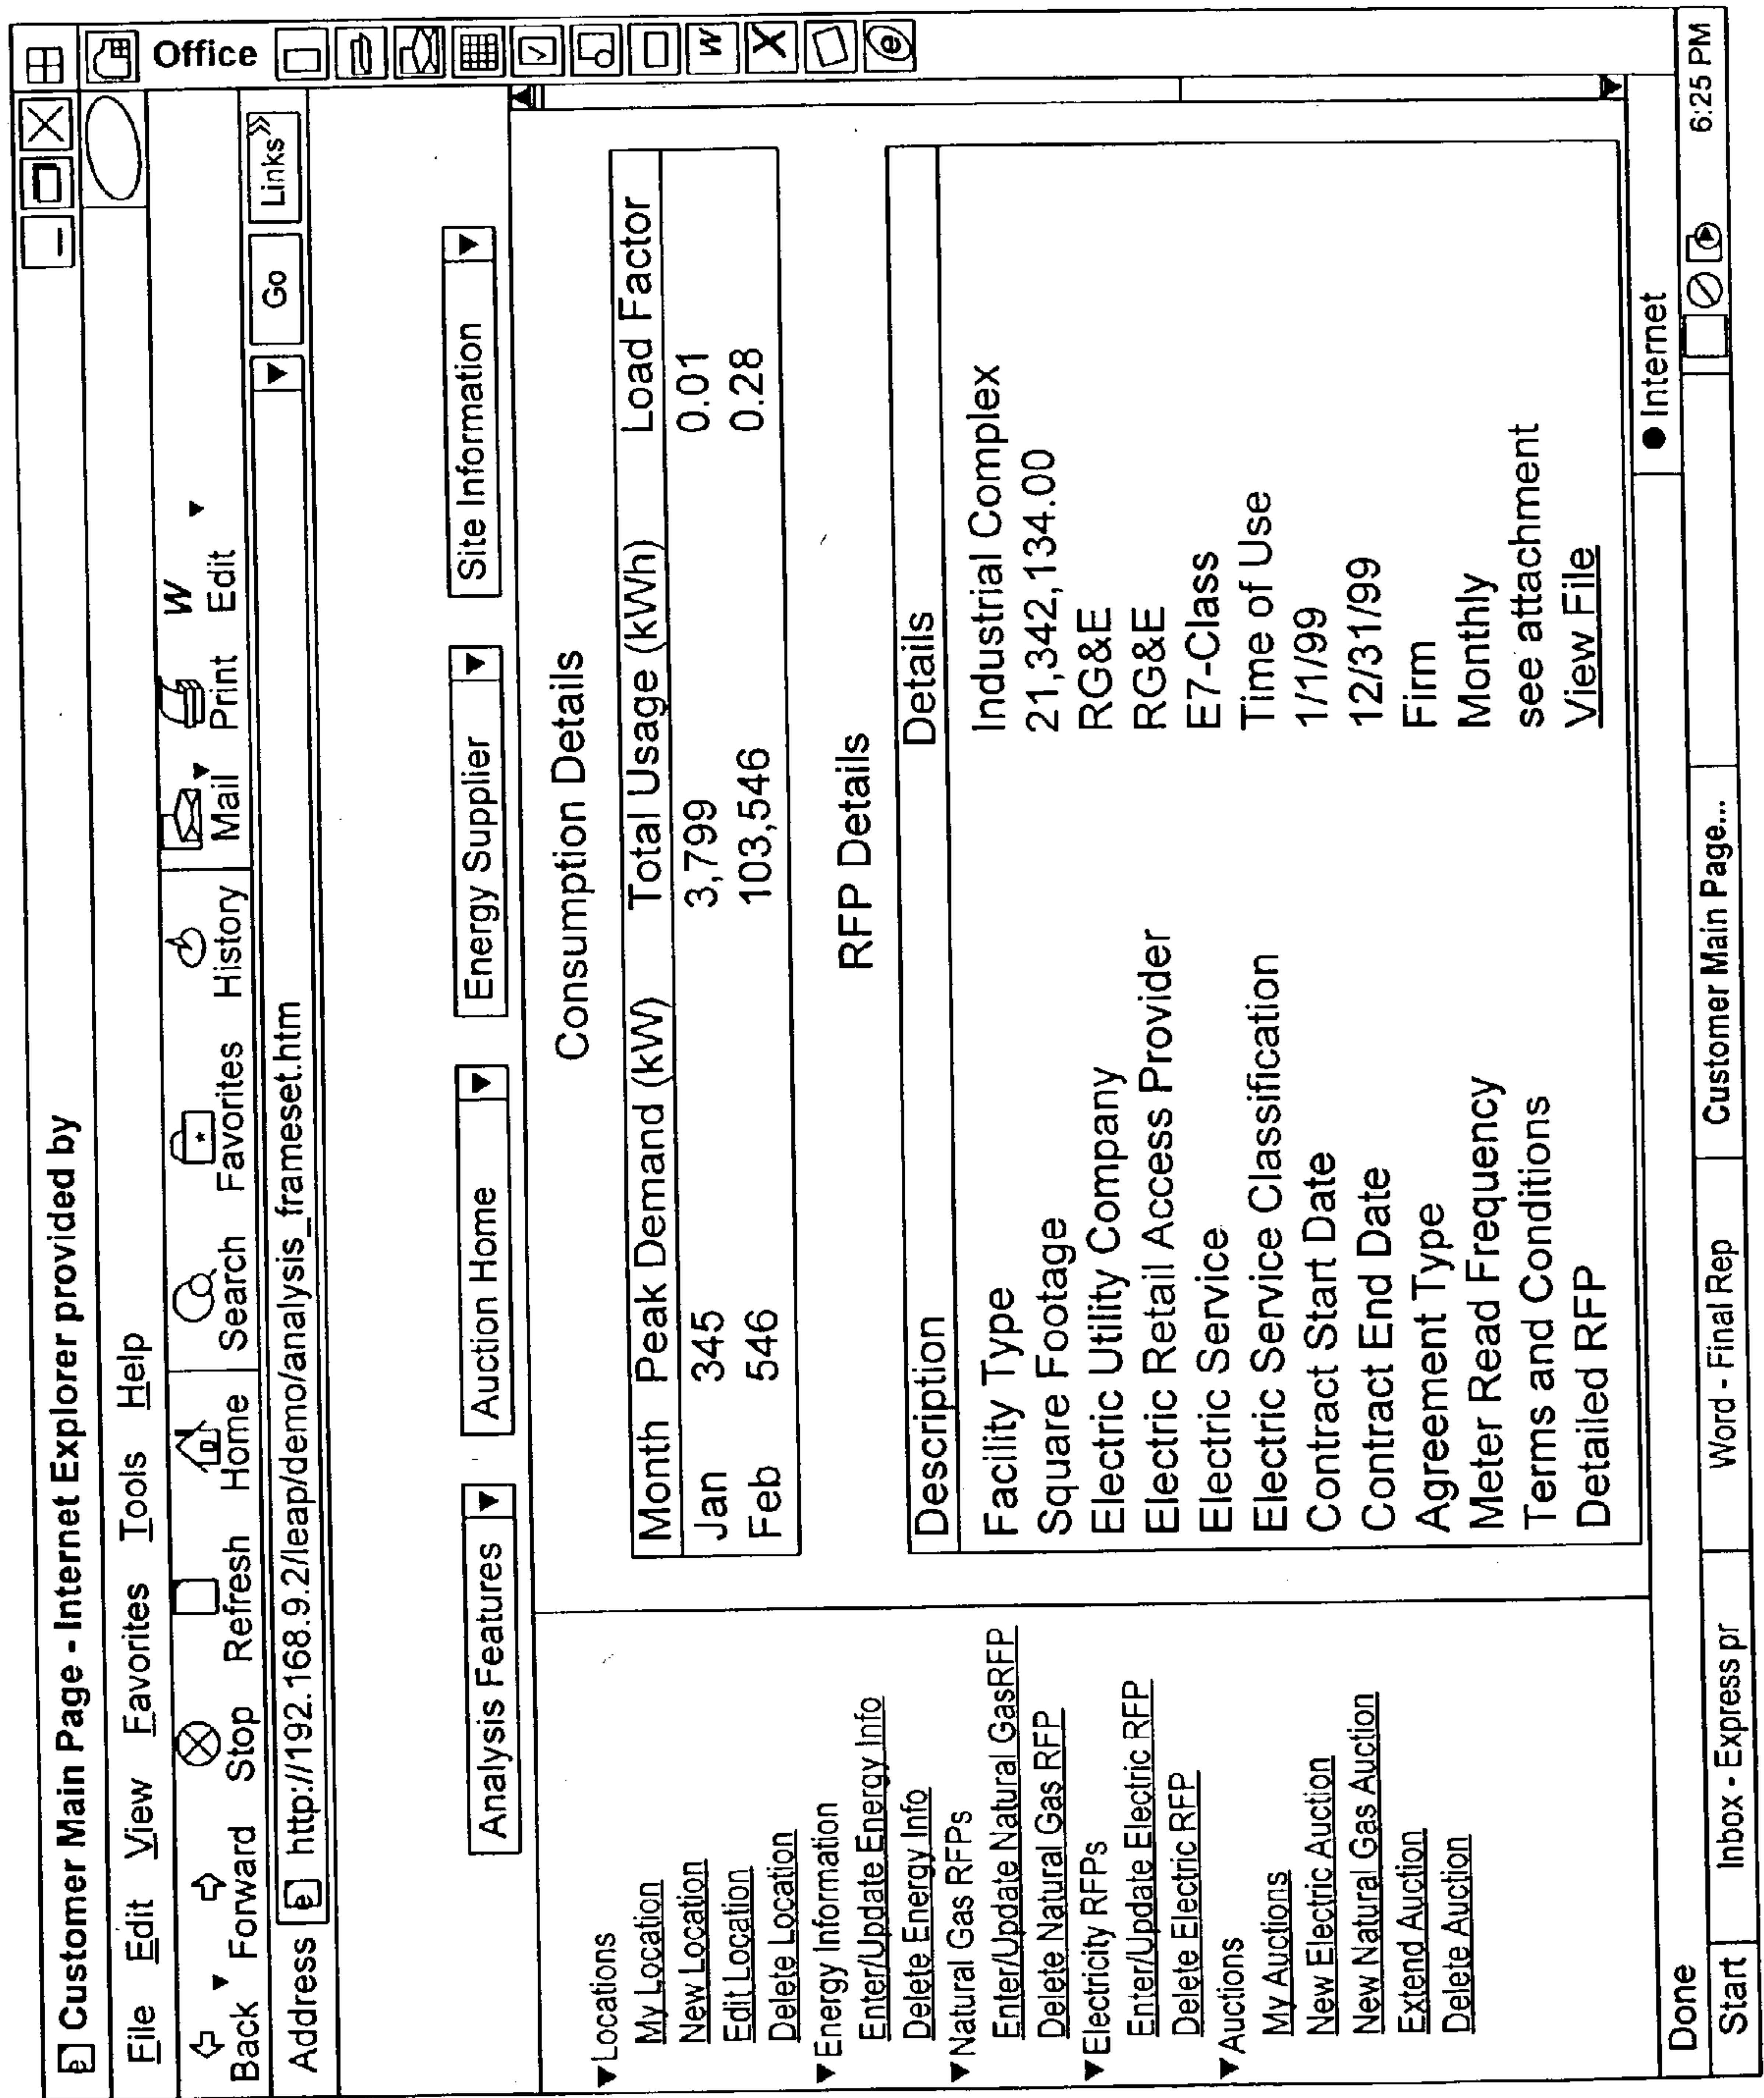 Customer Main Page - Internet Explorer provided by
File Edit View Favorites Tools Help
Back Forward Stop Refresh Home Search Favorites History Mail Print Edit
W
Address http://192.168.9.2/leap/demo/analysis_frameset.htm Go Links»
Office
W
X
e
Analysis Features Auction Home Energy Supplier Site Information
Locations
My Location
New Location
Edit Location
Delete Location
Energy Information
Enter/Update Energy Info
Delete Energy Info
Natural Gas RFPs
Enter/Update Natural GasRFP
Delete Natural Gas RFP
Electricity RFPs
Enter/Update Electric RFP
Delete Electric RFP
Auctions
My Auctions
New Electric Auction
New Natural Gas Auction
Extend Auction
Delete Auction
Consumption Details
Month Peak Demand (kW) Total Usage (kWh) Load Factor
Jan 345 3,799 0.01
Feb 546 103,546 0.28
RFP Details
Description Details
Facility Type Industrial Complex
Square Footage 21,342,134.00
Electric Utility Company RG&E
Electric Retail Access Provider RG&E
Electric Service E7-Class
Electric Service Classification Time of Use
Contract Start Date 1/1/99
Contract End Date 12/31/99
Agreement Type Firm
Meter Read Frequency Monthly
Terms and Conditions see attachment
Detailed RFP View File
Done Internet
Start Inbox - Express pr Word - Final Rep Customer Main Page... 6:25 PM